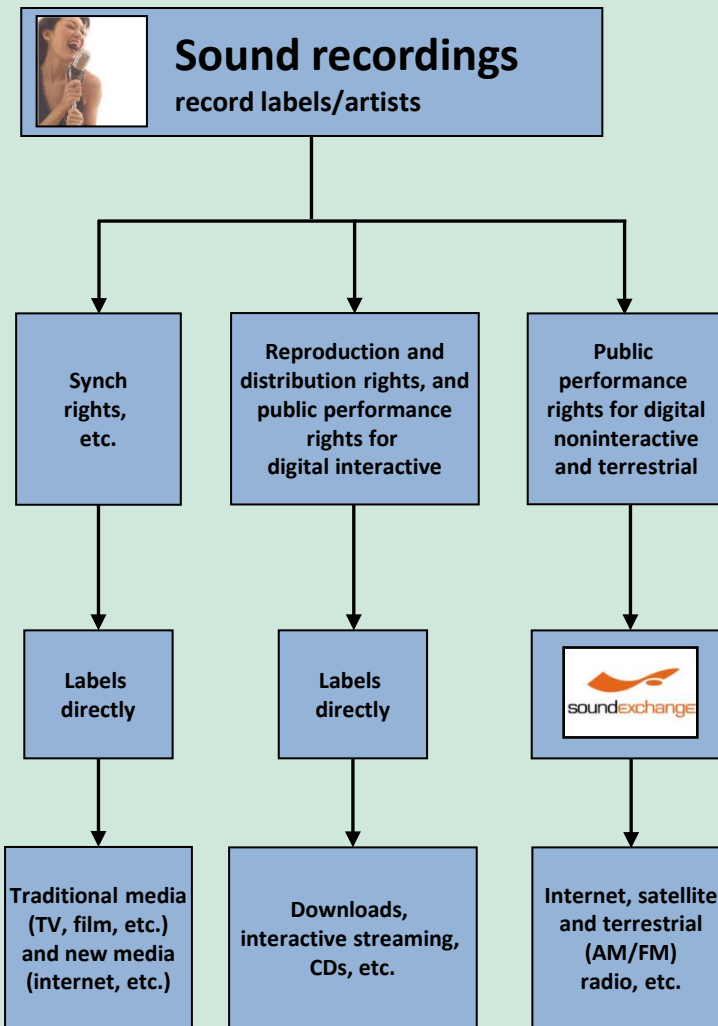 Sound recordings
record labels/artists
Synch
rights,
etc.
Reproduction and
distribution rights, and
public performance
rights for
digital interactive
Public
performance
rights for digital
noninteractive
and terrestrial
Labels
directly
Labels
directly
soundexchange
Traditional media
(TV, film, etc.)
and new media
(internet, etc.)
Downloads,
interactive streaming,
CDs, etc.
Internet, satellite
and terrestrial
(AM/FM)
radio, etc.